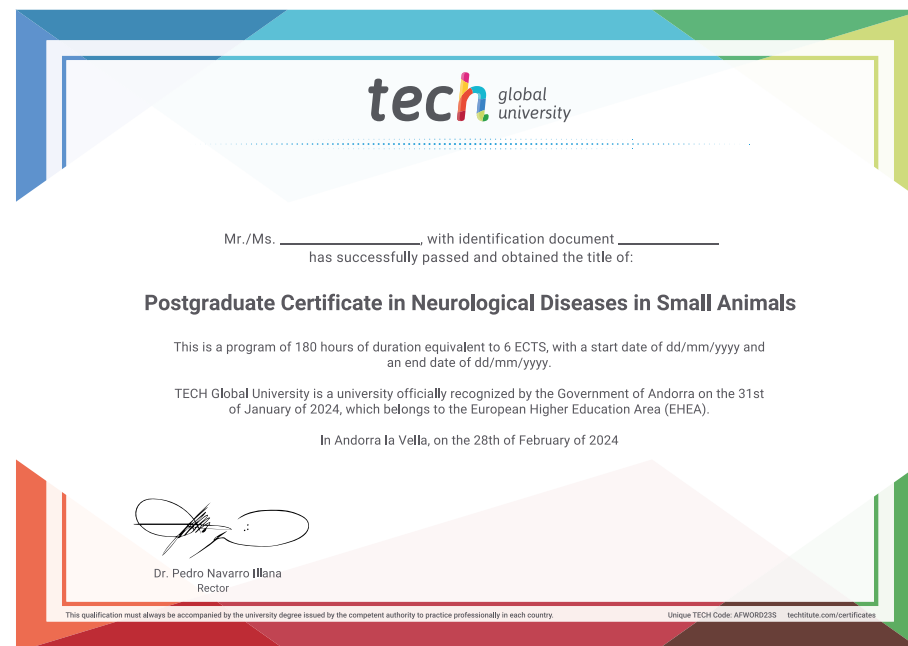 tech global
university
Mr./Ms. ____________________, with identification document ______________
has successfully passed and obtained the title of:
Postgraduate Certificate in Neurological Diseases in Small Animals
This is a program of 180 hours of duration equivalent to 6 ECTS, with a start date of dd/mm/yyyy and
an end date of dd/mm/yyyy.
TECH Global University is a university officially recognized by the Government of Andorra on the 31st
of January of 2024, which belongs to the European Higher Education Area (EHEA).
In Andorra la Vella, on the 28th of February of 2024
Dr. Pedro Navarro Illana
Rector
This qualification must always be accompanied by the university degree issued by the competent authority to practice professionally in each country.
Unique TECH Code: AFWORD23S techtitute.com/certificates